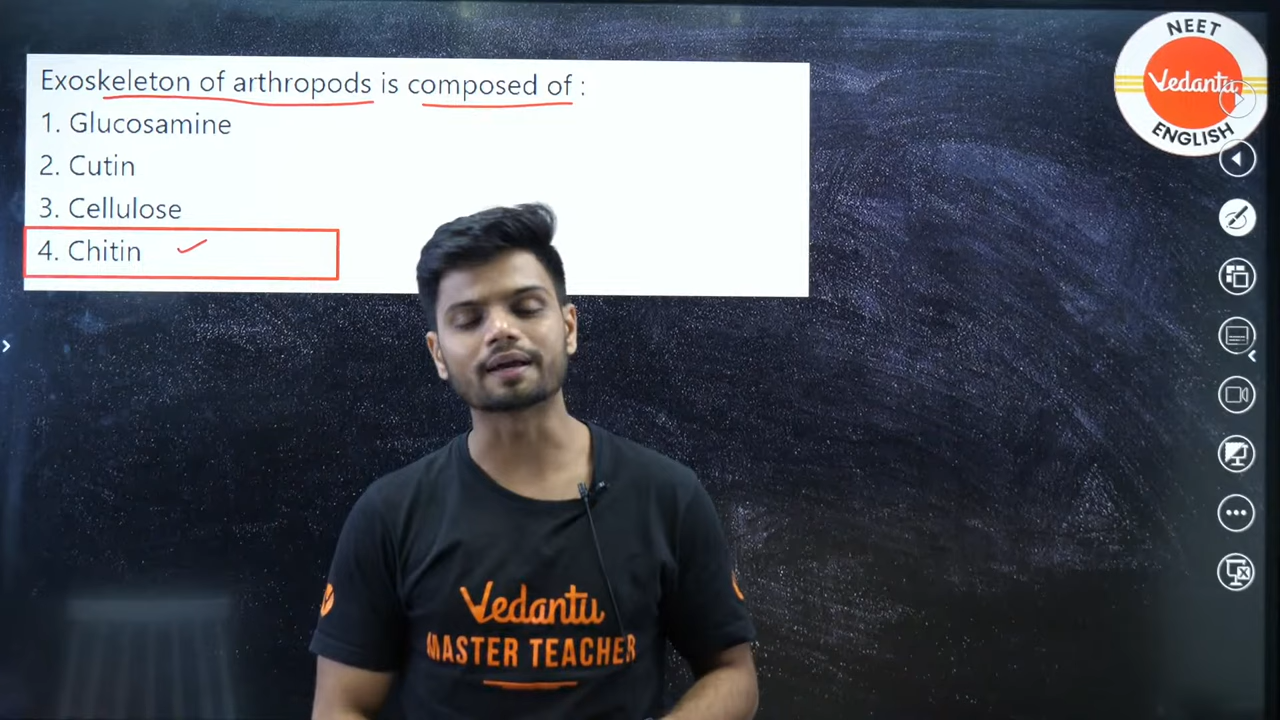 Exoskeleton of arthropods is composed of :
1. Glucosamine
2. Cutin
3. Cellulose
4. Chitin
NEET
Vedantu
ENGLISH
Vedantu
MASTER TEACHER